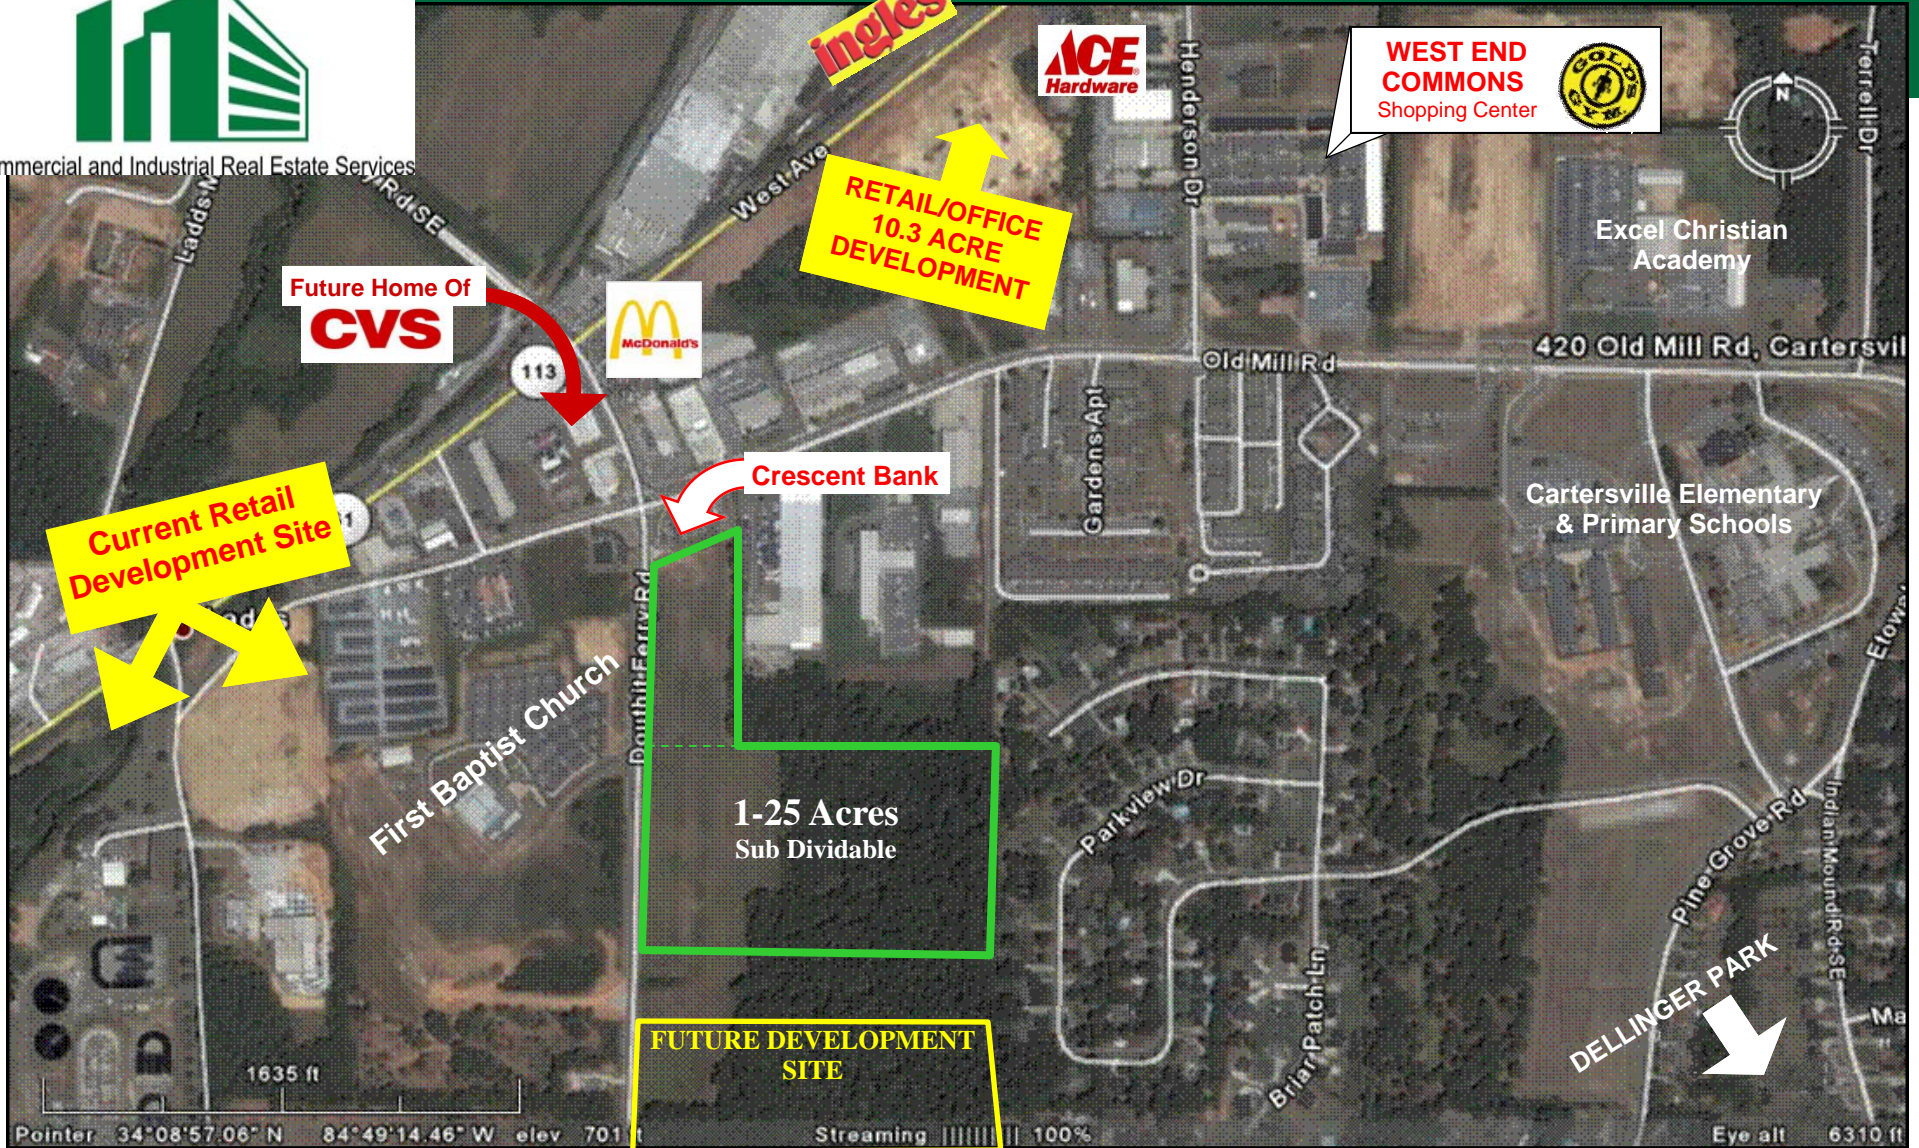 mmercial and Industrial Real Estate Services
ingles
ACE
Hardware
WEST END
COMMONS
Shopping Center
GOLD'S
GYM
N
Henderson Dr
Terrell Dr
West Ave
Rd SE
RETAIL/OFFICE
10.3 ACRE
DEVELOPMENT
Excel Christian
Academy
Future Home Of
CVS
McDonald's
113
Old Mill Rd
420 Old Mill Rd, Cartersvil
Gardens Apt
Crescent Bank
Current Retail
Development Site
Cartersville Elementary
& Primary Schools
Douthit Ferry Rd
First Baptist Church
1-25 Acres
Sub Dividable
Parkview Dr
Pine Grove Rd
Indian Mound Rd SE
Briar Patch Ln
DELLINGER PARK
Ma
FUTURE DEVELOPMENT
SITE
1635 ft
Pointer 34°08'57.06" N 84°49'14.46" W elev 701 ft
Streaming 100%
Eye alt 6310 ft